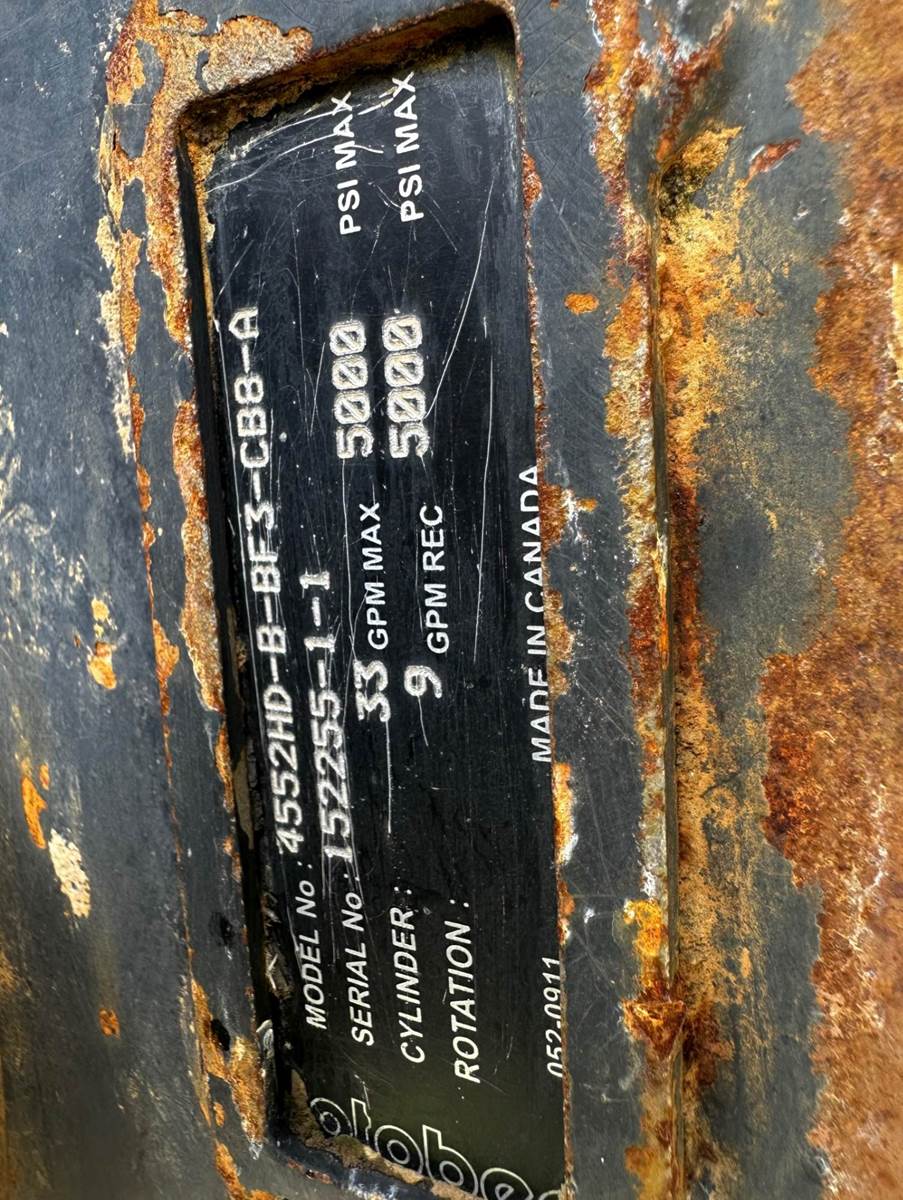 MODEL No : 4552HD-B-BF3-CBB-A
SERIAL No : 152255-1-1
CYLINDER : 33 GPM MAX 5000 PSI MAX
ROTATION : 9 GPM REC 5000 PSI MAX
052-0911 MADE IN CANADA